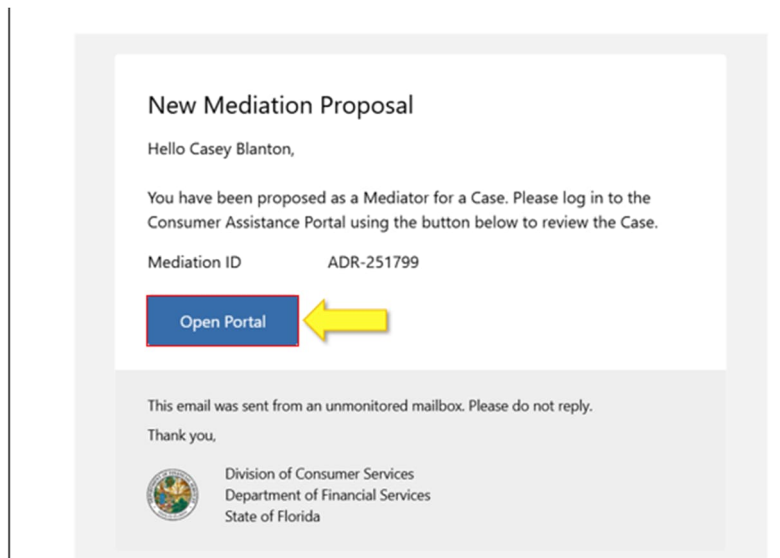 New Mediation Proposal
Hello Casey Blanton,
You have been proposed as a Mediator for a Case. Please log in to the
Consumer Assistance Portal using the button below to review the Case.
Mediation ID ADR-251799
Open Portal
This email was sent from an unmonitored mailbox. Please do not reply.
Thank you,
Division of Consumer Services
Department of Financial Services
State of Florida